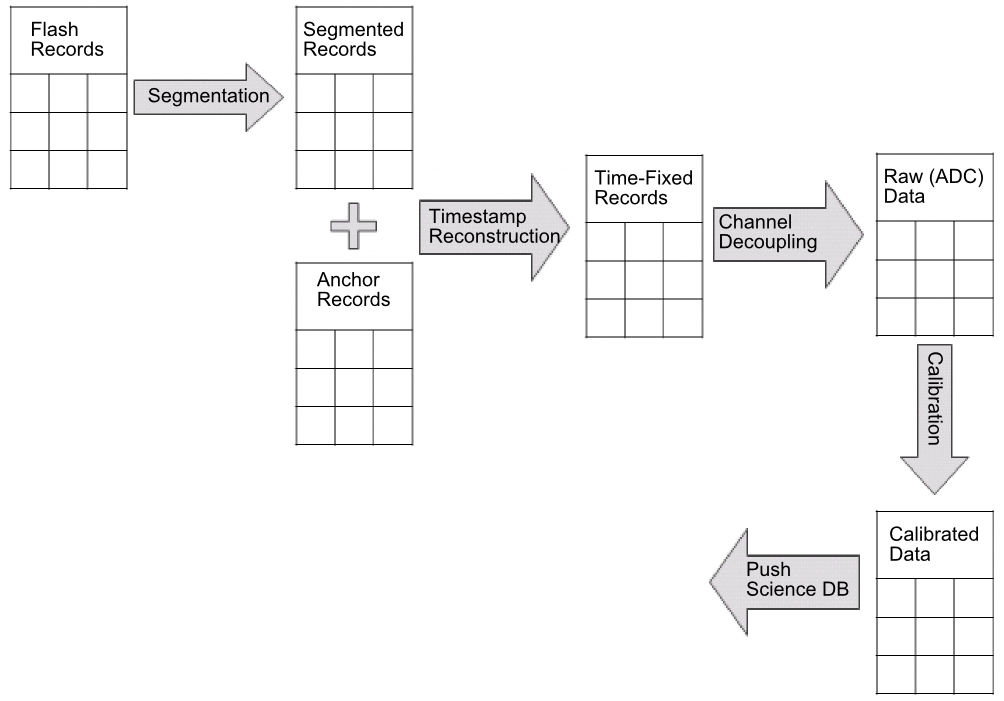 Flash
Records
Segmentation
Segmented
Records
Anchor
Records
Timestamp
Reconstruction
Time-Fixed
Records
Channel
Decoupling
Raw (ADC)
Data
Calibration
Calibrated
Data
Push
Science DB